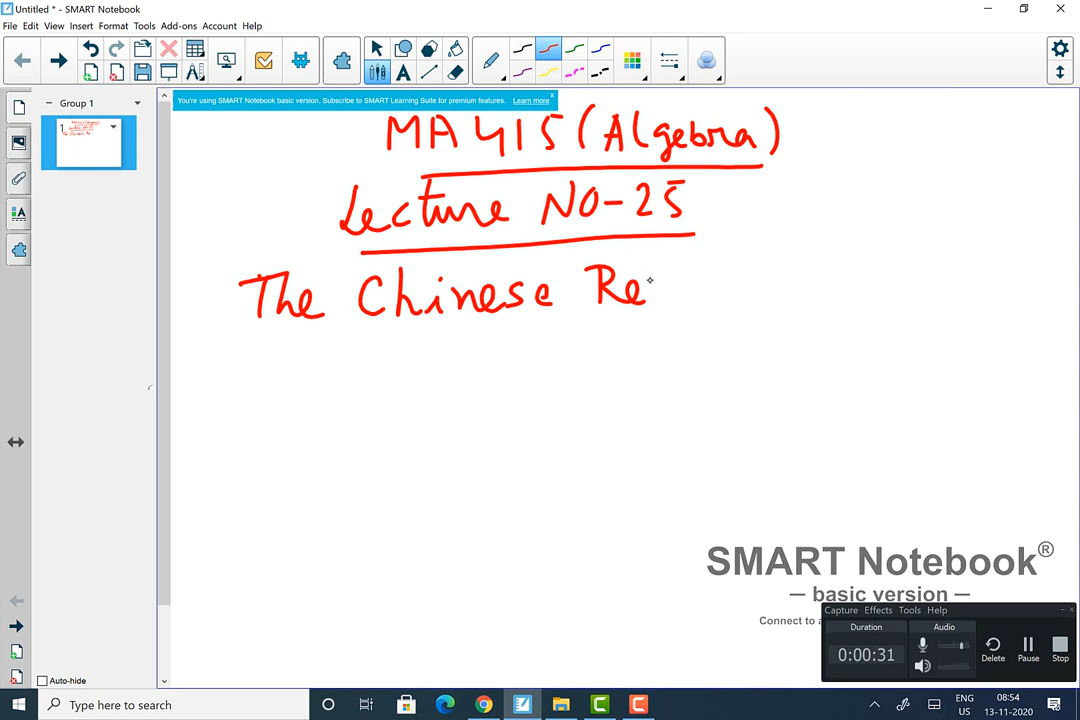 Untitled * - SMART Notebook
File Edit View Insert Format Tools Add-ons Account Help
Group 1
You're using SMART Notebook basic version. Subscribe to SMART Learning Suite for premium features. Learn more x
1
MA 415 (Algebra)
Lecture NO-25
The Chinese Re
SMART Notebook®
— basic version —
Connect to a
Capture Effects Tools Help
Duration Audio
0:00:31
Delete Pause Stop
Auto-hide
Type here to search
ENG
US
08:54
13-11-2020